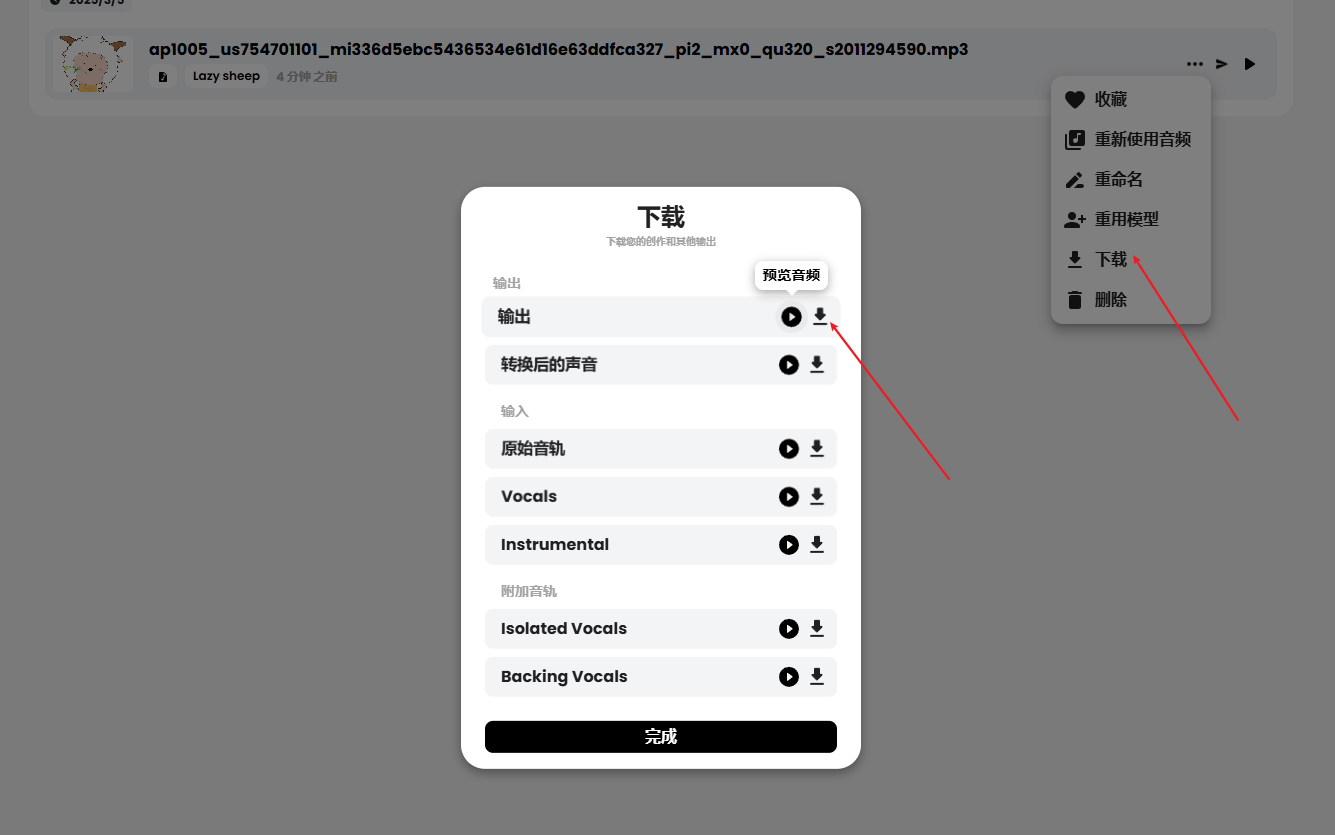 2025/3/5
ap1005_us754701101_mi336d5ebc5436534e61d16e63ddfca327_pi2_mx0_qu320_s2011294590.mp3
Lazy sheep 4 分钟 之前
收藏
重新使用音频
重命名
重用模型
下载
删除
下载
下载您的创作和其他输出
预览音频
输出
输出
转换后的声音
输入
原始音轨
Vocals
Instrumental
附加音轨
Isolated Vocals
Backing Vocals
完成